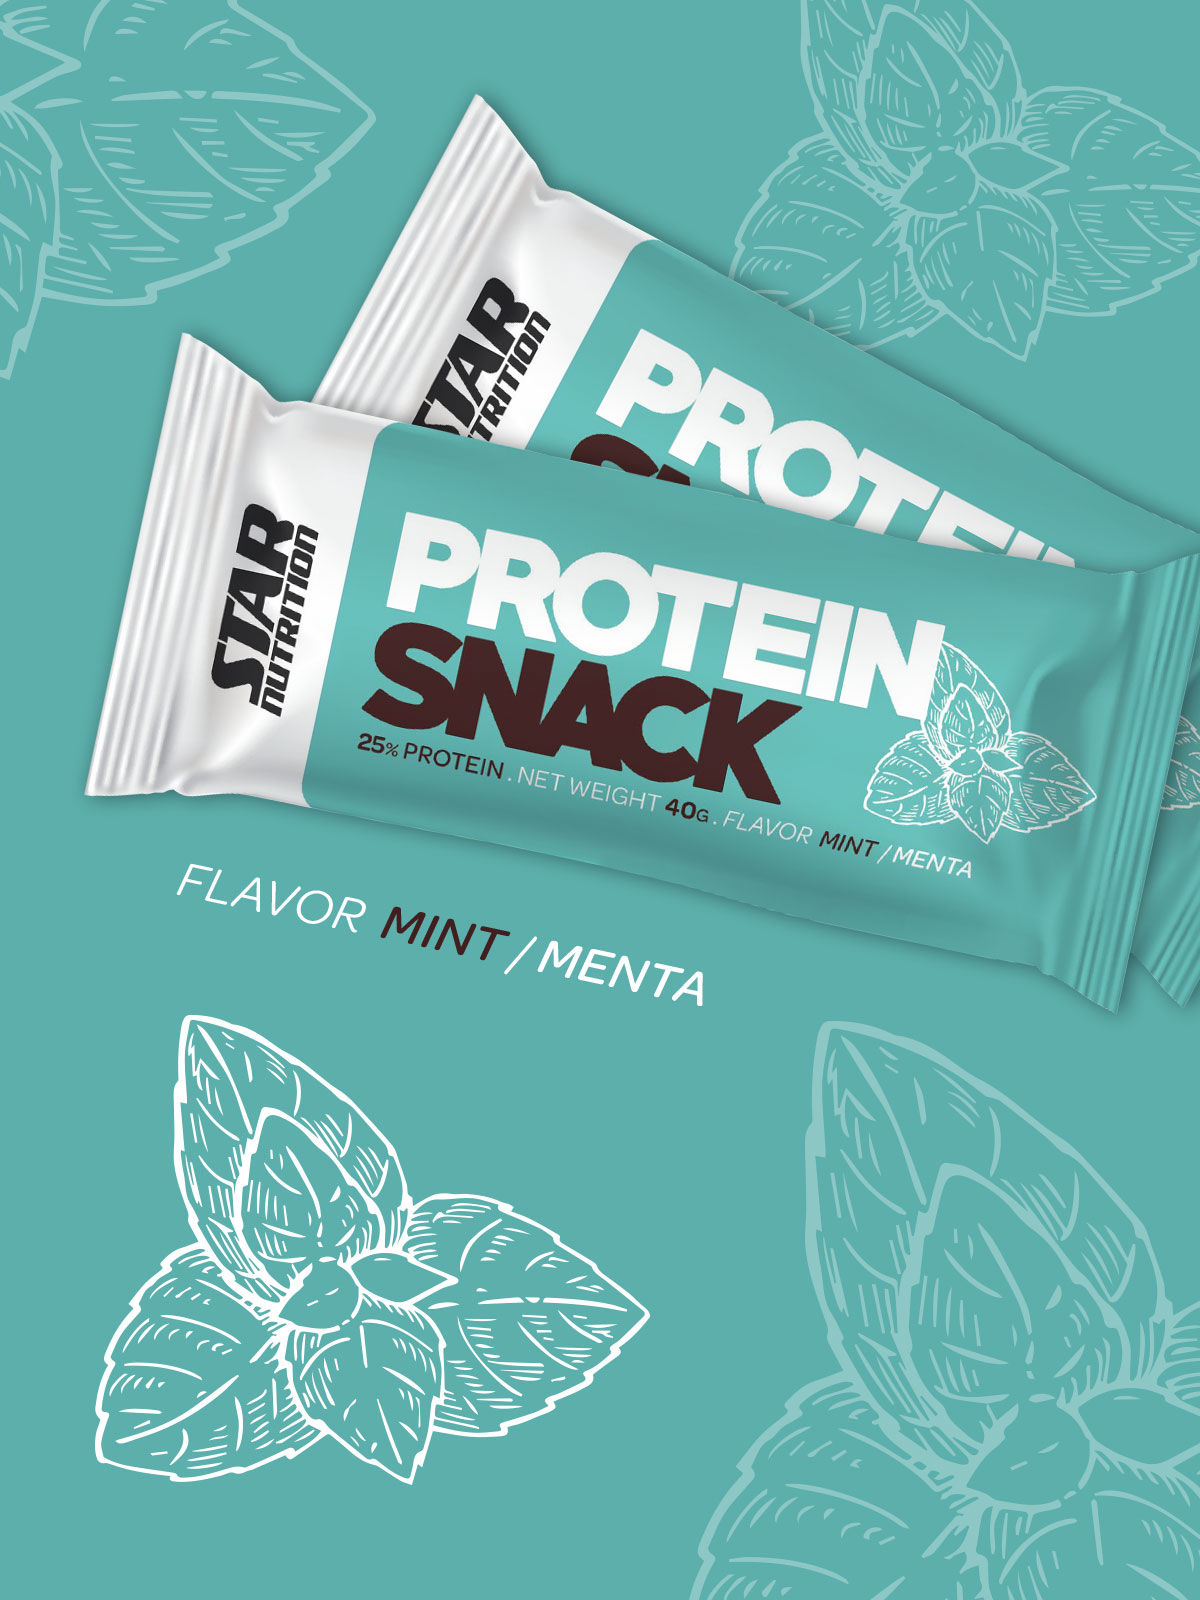 STAR
NUTRITION
PROTEIN
STAR
NUTRITION
PROTEIN
SNACK
25% PROTEIN . NET WEIGHT 40G . FLAVOR MINT / MENTA
FLAVOR MINT / MENTA